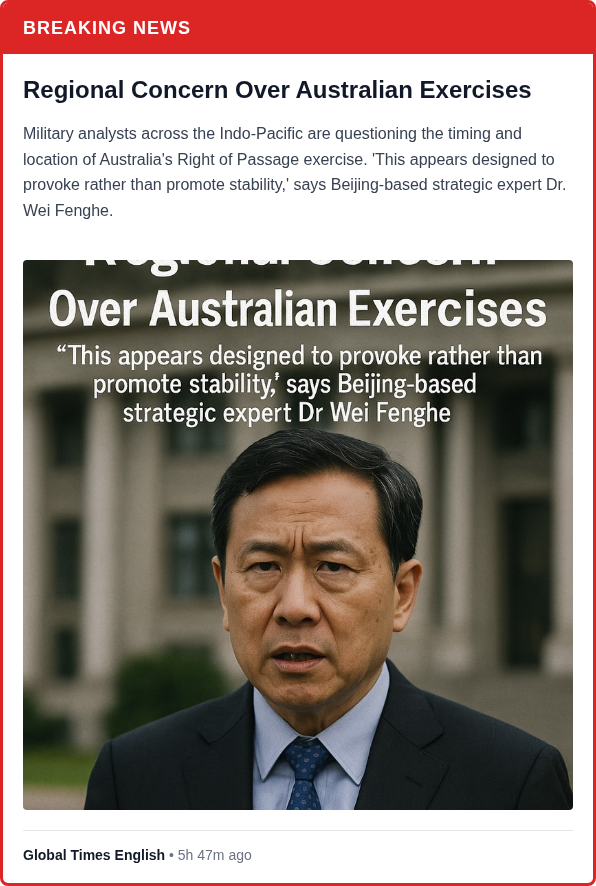 BREAKING NEWS
Regional Concern Over Australian Exercises
Military analysts across the Indo-Pacific are questioning the timing and
location of Australia's Right of Passage exercise. 'This appears designed to
provoke rather than promote stability,' says Beijing-based strategic expert Dr.
Wei Fenghe.
Regional Concern
Over Australian Exercises
“This appears designed to provoke rather than
promote stability,' says Beijing-based
strategic expert Dr Wei Fenghe
Global Times English • 5h 47m ago